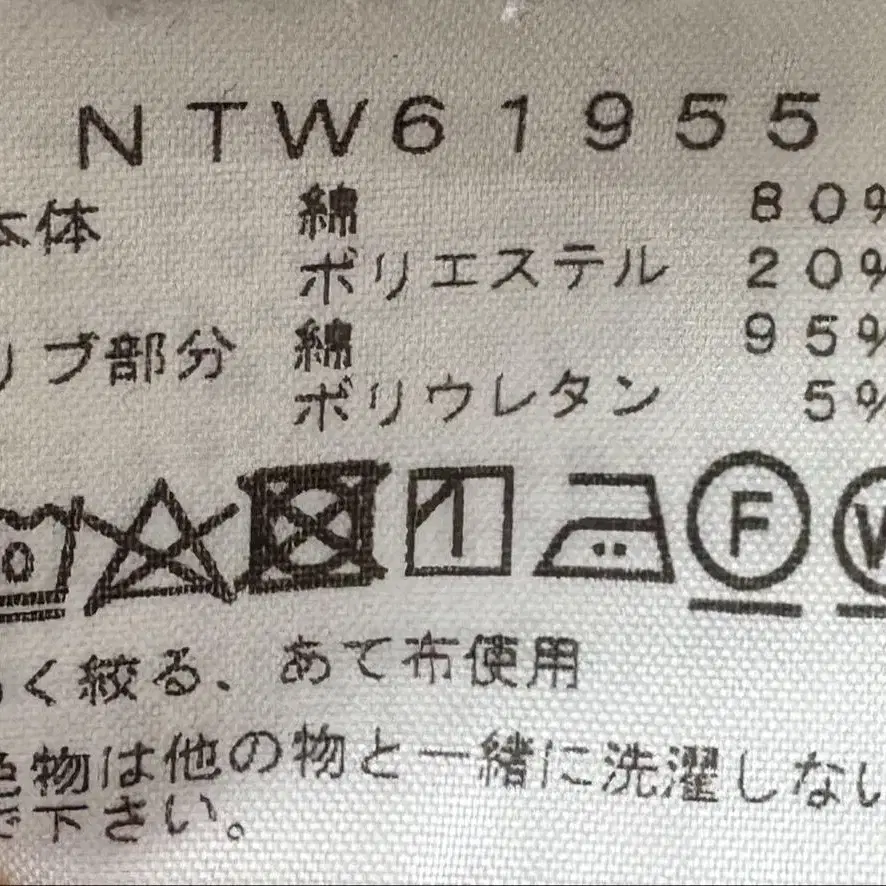 NTW61955
本体 綿 80%
ポリエステル 20%
リブ部分 綿 95%
ポリウレタン 5%
F W
く絞る、あて布使用
色物は他の物と一緒に洗濯しない
で下さい。